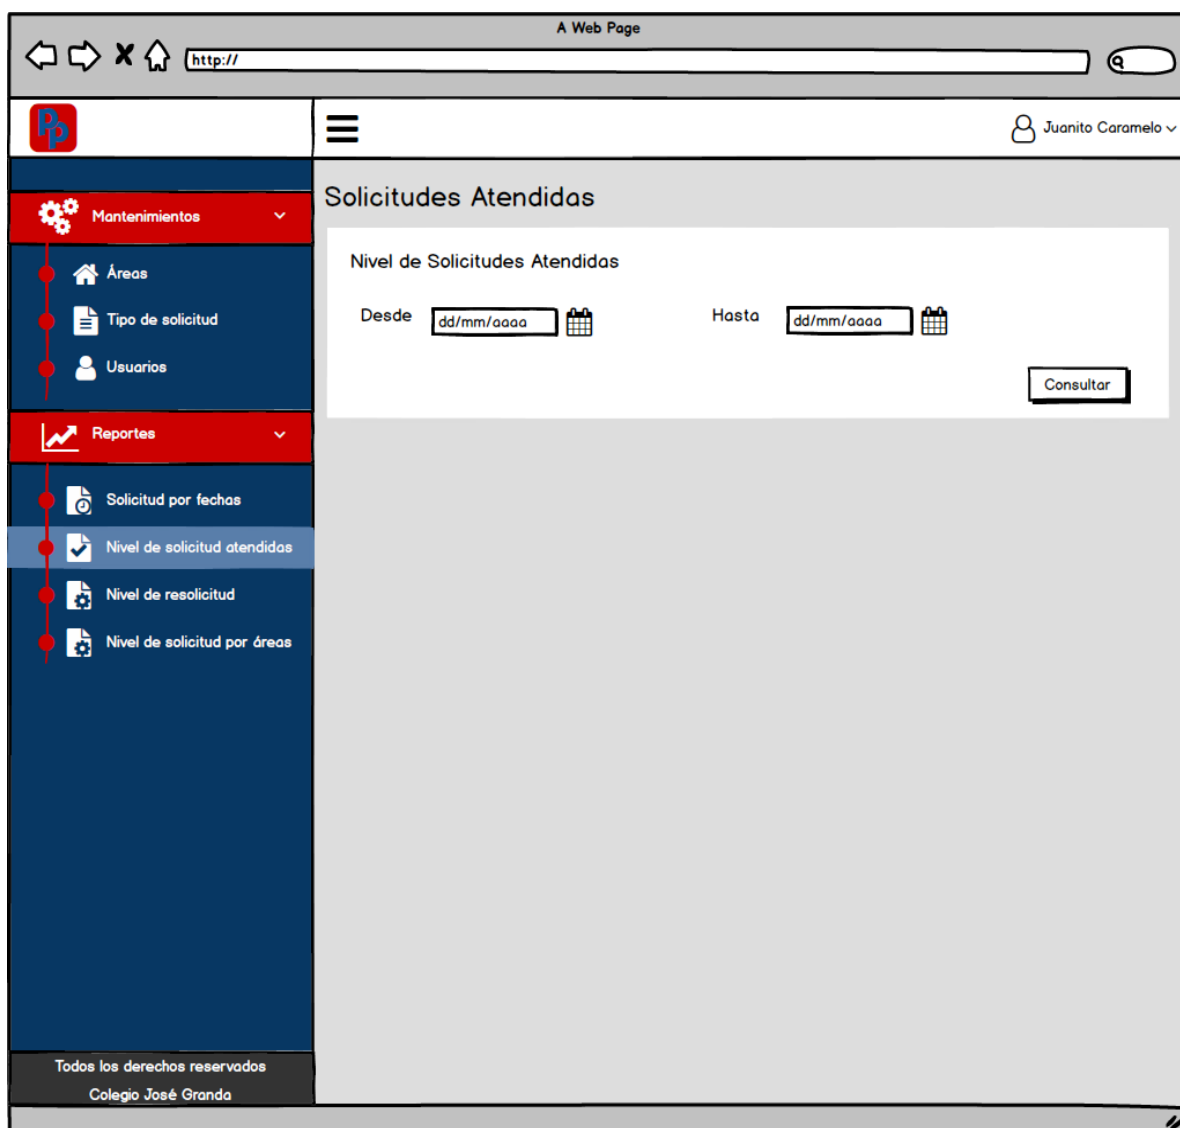 A Web Page
http://
Pp
Juanito Caramelo
Solicitudes Atendidas
Mantenimientos
Áreas
Tipo de solicitud
Usuarios
Reportes
Solicitud por fechas
Nivel de solicitud atendidas
Nivel de resolicitud
Nivel de solicitud por áreas
Nivel de Solicitudes Atendidas
Desde dd/mm/aaaa Hasta dd/mm/aaaa
Consultar
Todos los derechos reservados
Colegio José Granda